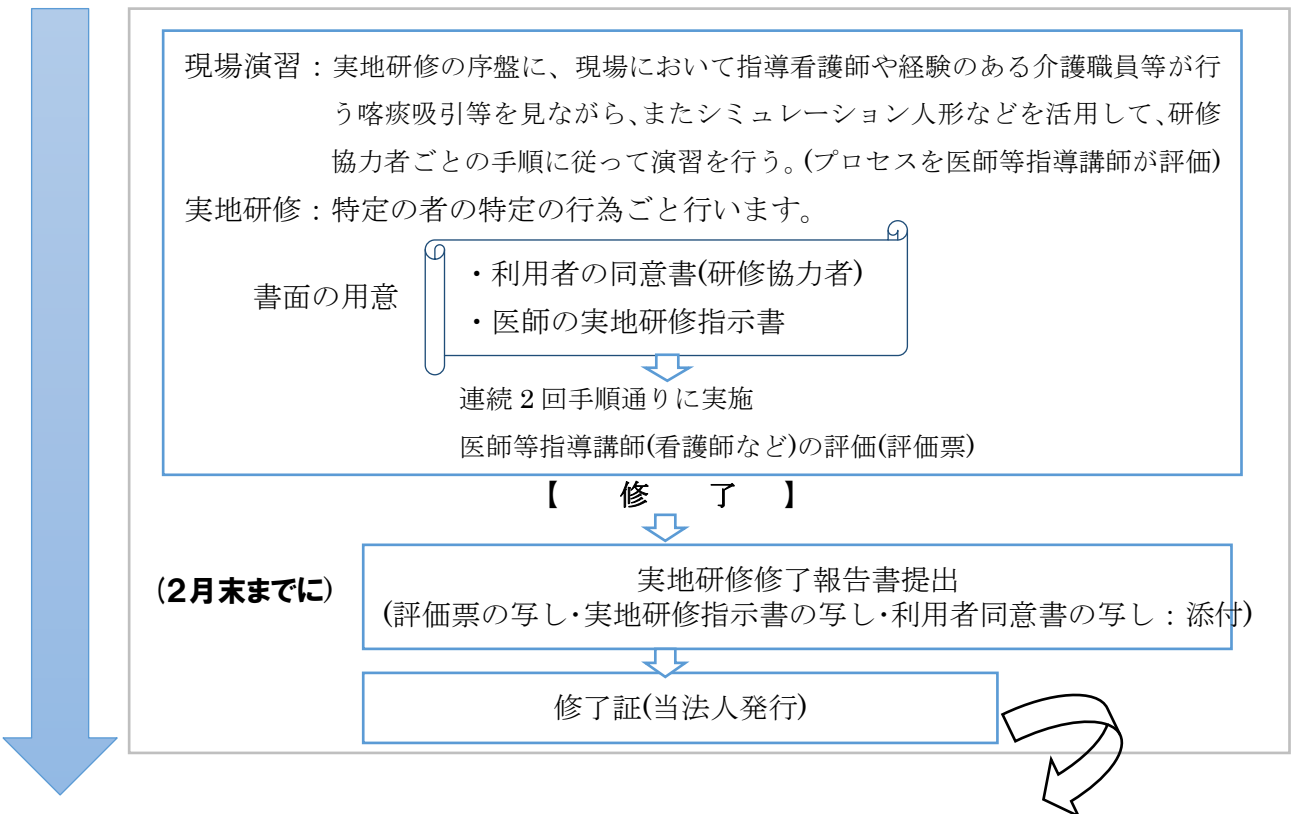 現場演習：実地研修の序盤に、現場において指導看護師や経験のある介護職員等が行
う喀痰吸引等を見ながら、またシミュレーション人形などを活用して、研修
協力者ごとの手順に従って演習を行う。(プロセスを医師等指導講師が評価)
実地研修：特定の者の特定の行為ごと行います。
書面の用意
・利用者の同意書(研修協力者)
・医師の実地研修指示書
連続 2 回手順通りに実施
医師等指導講師(看護師など)の評価(評価票)
【　修　了　】
(2月末までに)
実地研修修了報告書提出
(評価票の写し・実地研修指示書の写し・利用者同意書の写し：添付)
修了証(当法人発行)